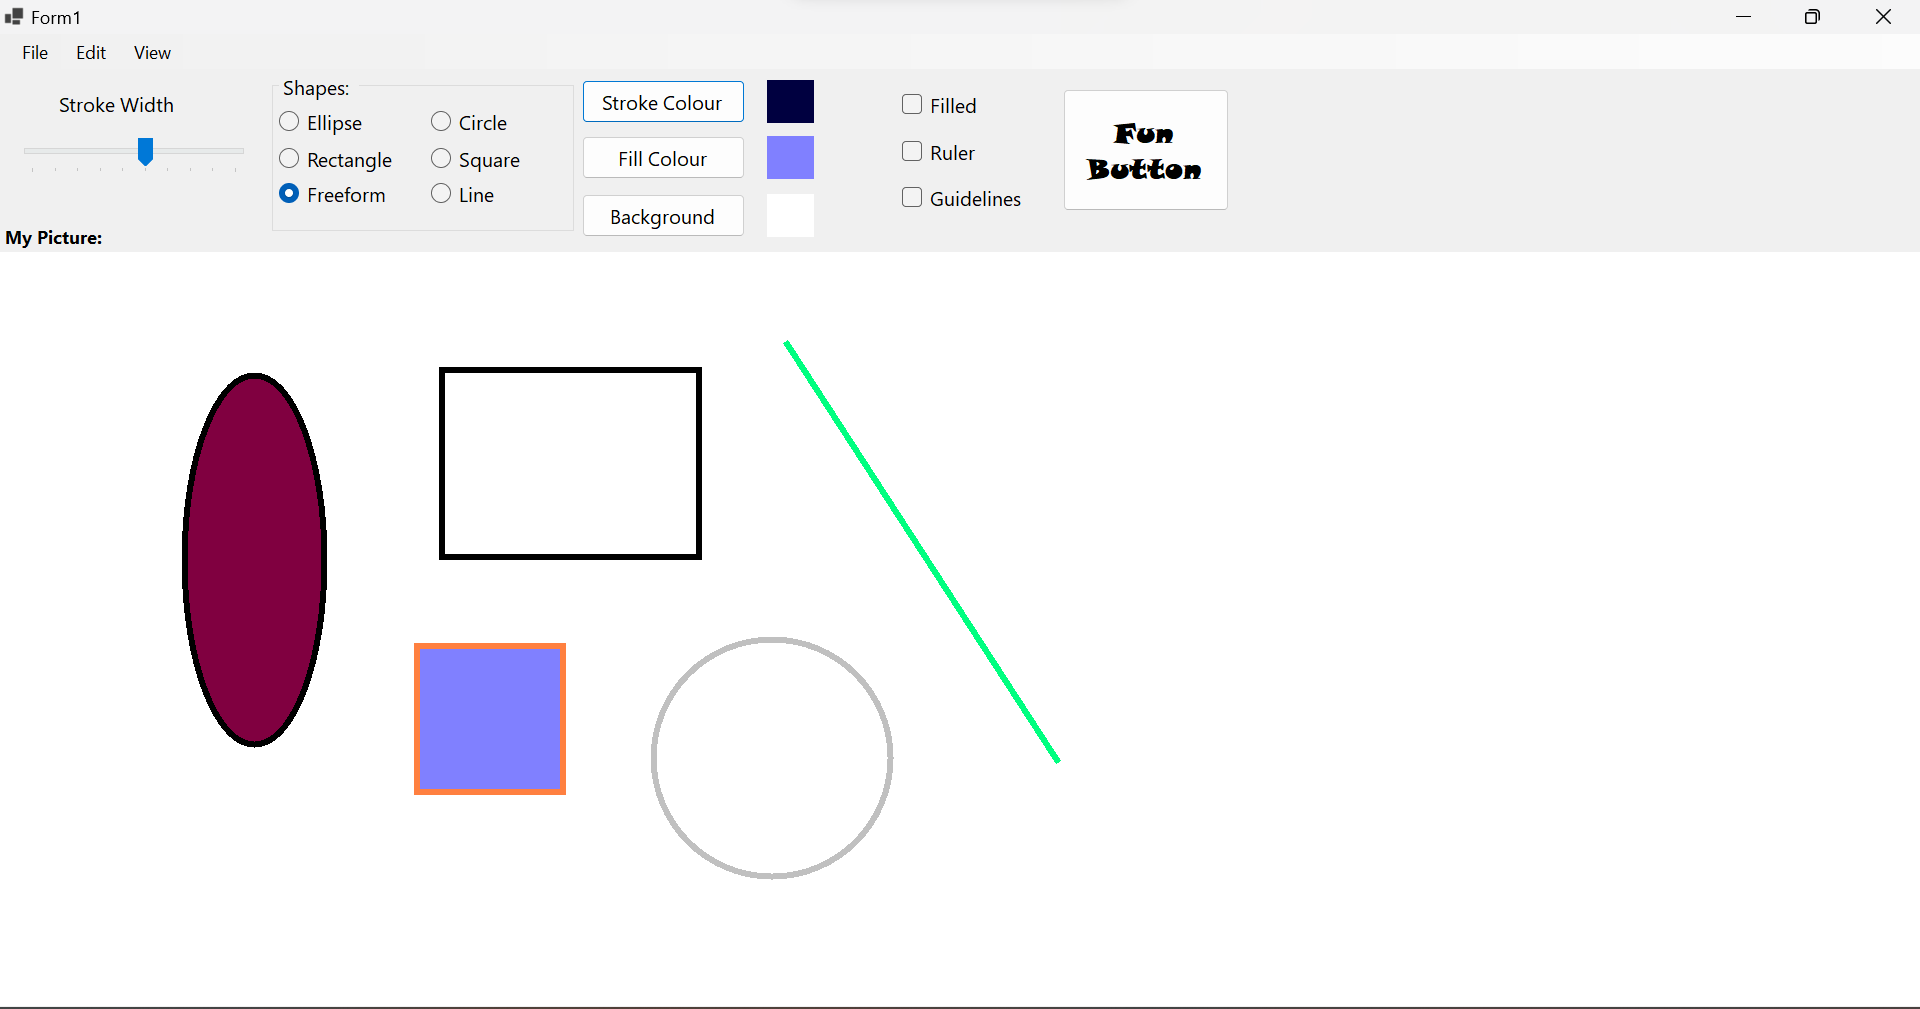 Form1
File Edit View
Stroke Width
Shapes:
Ellipse Circle
Rectangle Square
Freeform Line
Stroke Colour
Fill Colour
Background
Filled
Ruler
Guidelines
Fun
Button
My Picture: